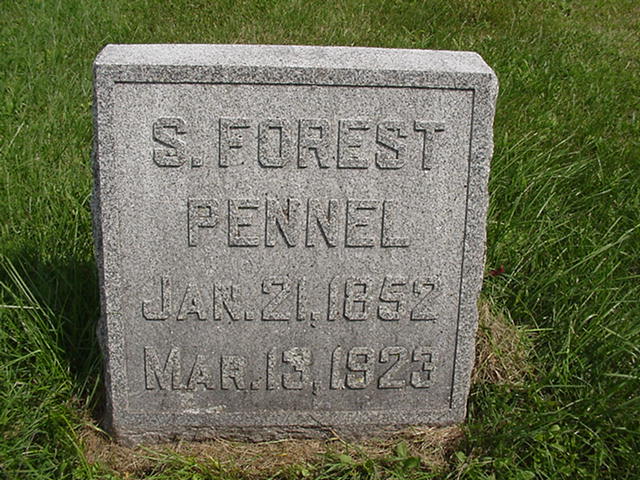 S. FOREST
PENNEL
JAN. 21, 1852
MAR. 13, 1923